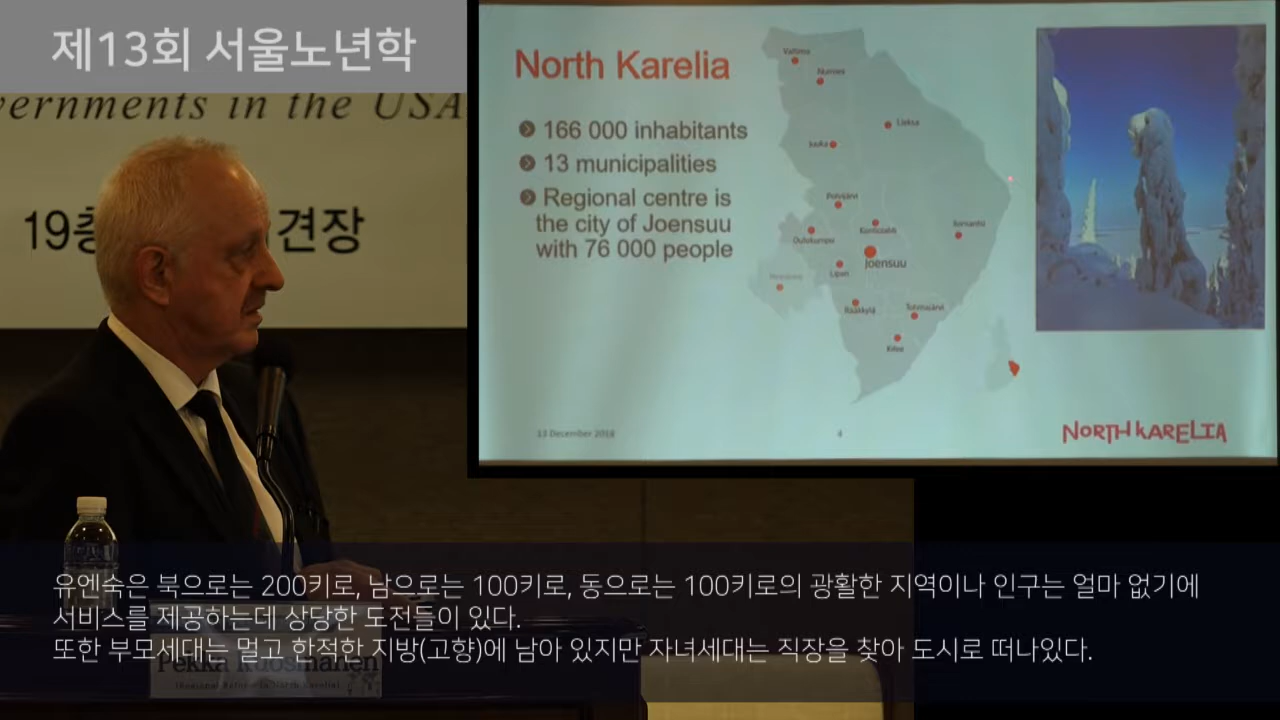 제13회 서울노년학
vernments in the USA
19층
견장
North Karelia
166 000 inhabitants
13 municipalities
Regional centre is
the city of Joensuu
with 76 000 people
Valtimo
Nurmes
Lieksa
Juuka
Polvijärvi
Kontiolahti
Ilomantsi
Outokumpu
Joensuu
Liperi
Rääkkylä
Tohmajärvi
Kitee
13 December 2018
4
NORTH KARELIA
유엔숙은 북으로는 200키로, 남으로는 100키로, 동으로는 100키로의 광활한 지역이나 인구는 얼마 없기에
서비스를 제공하는데 상당한 도전들이 있다.
또한 부모세대는 멀고 한적한 지방(고향)에 남아 있지만 자녀세대는 직장을 찾아 도시로 떠나있다.
Pekka Kuosmanen